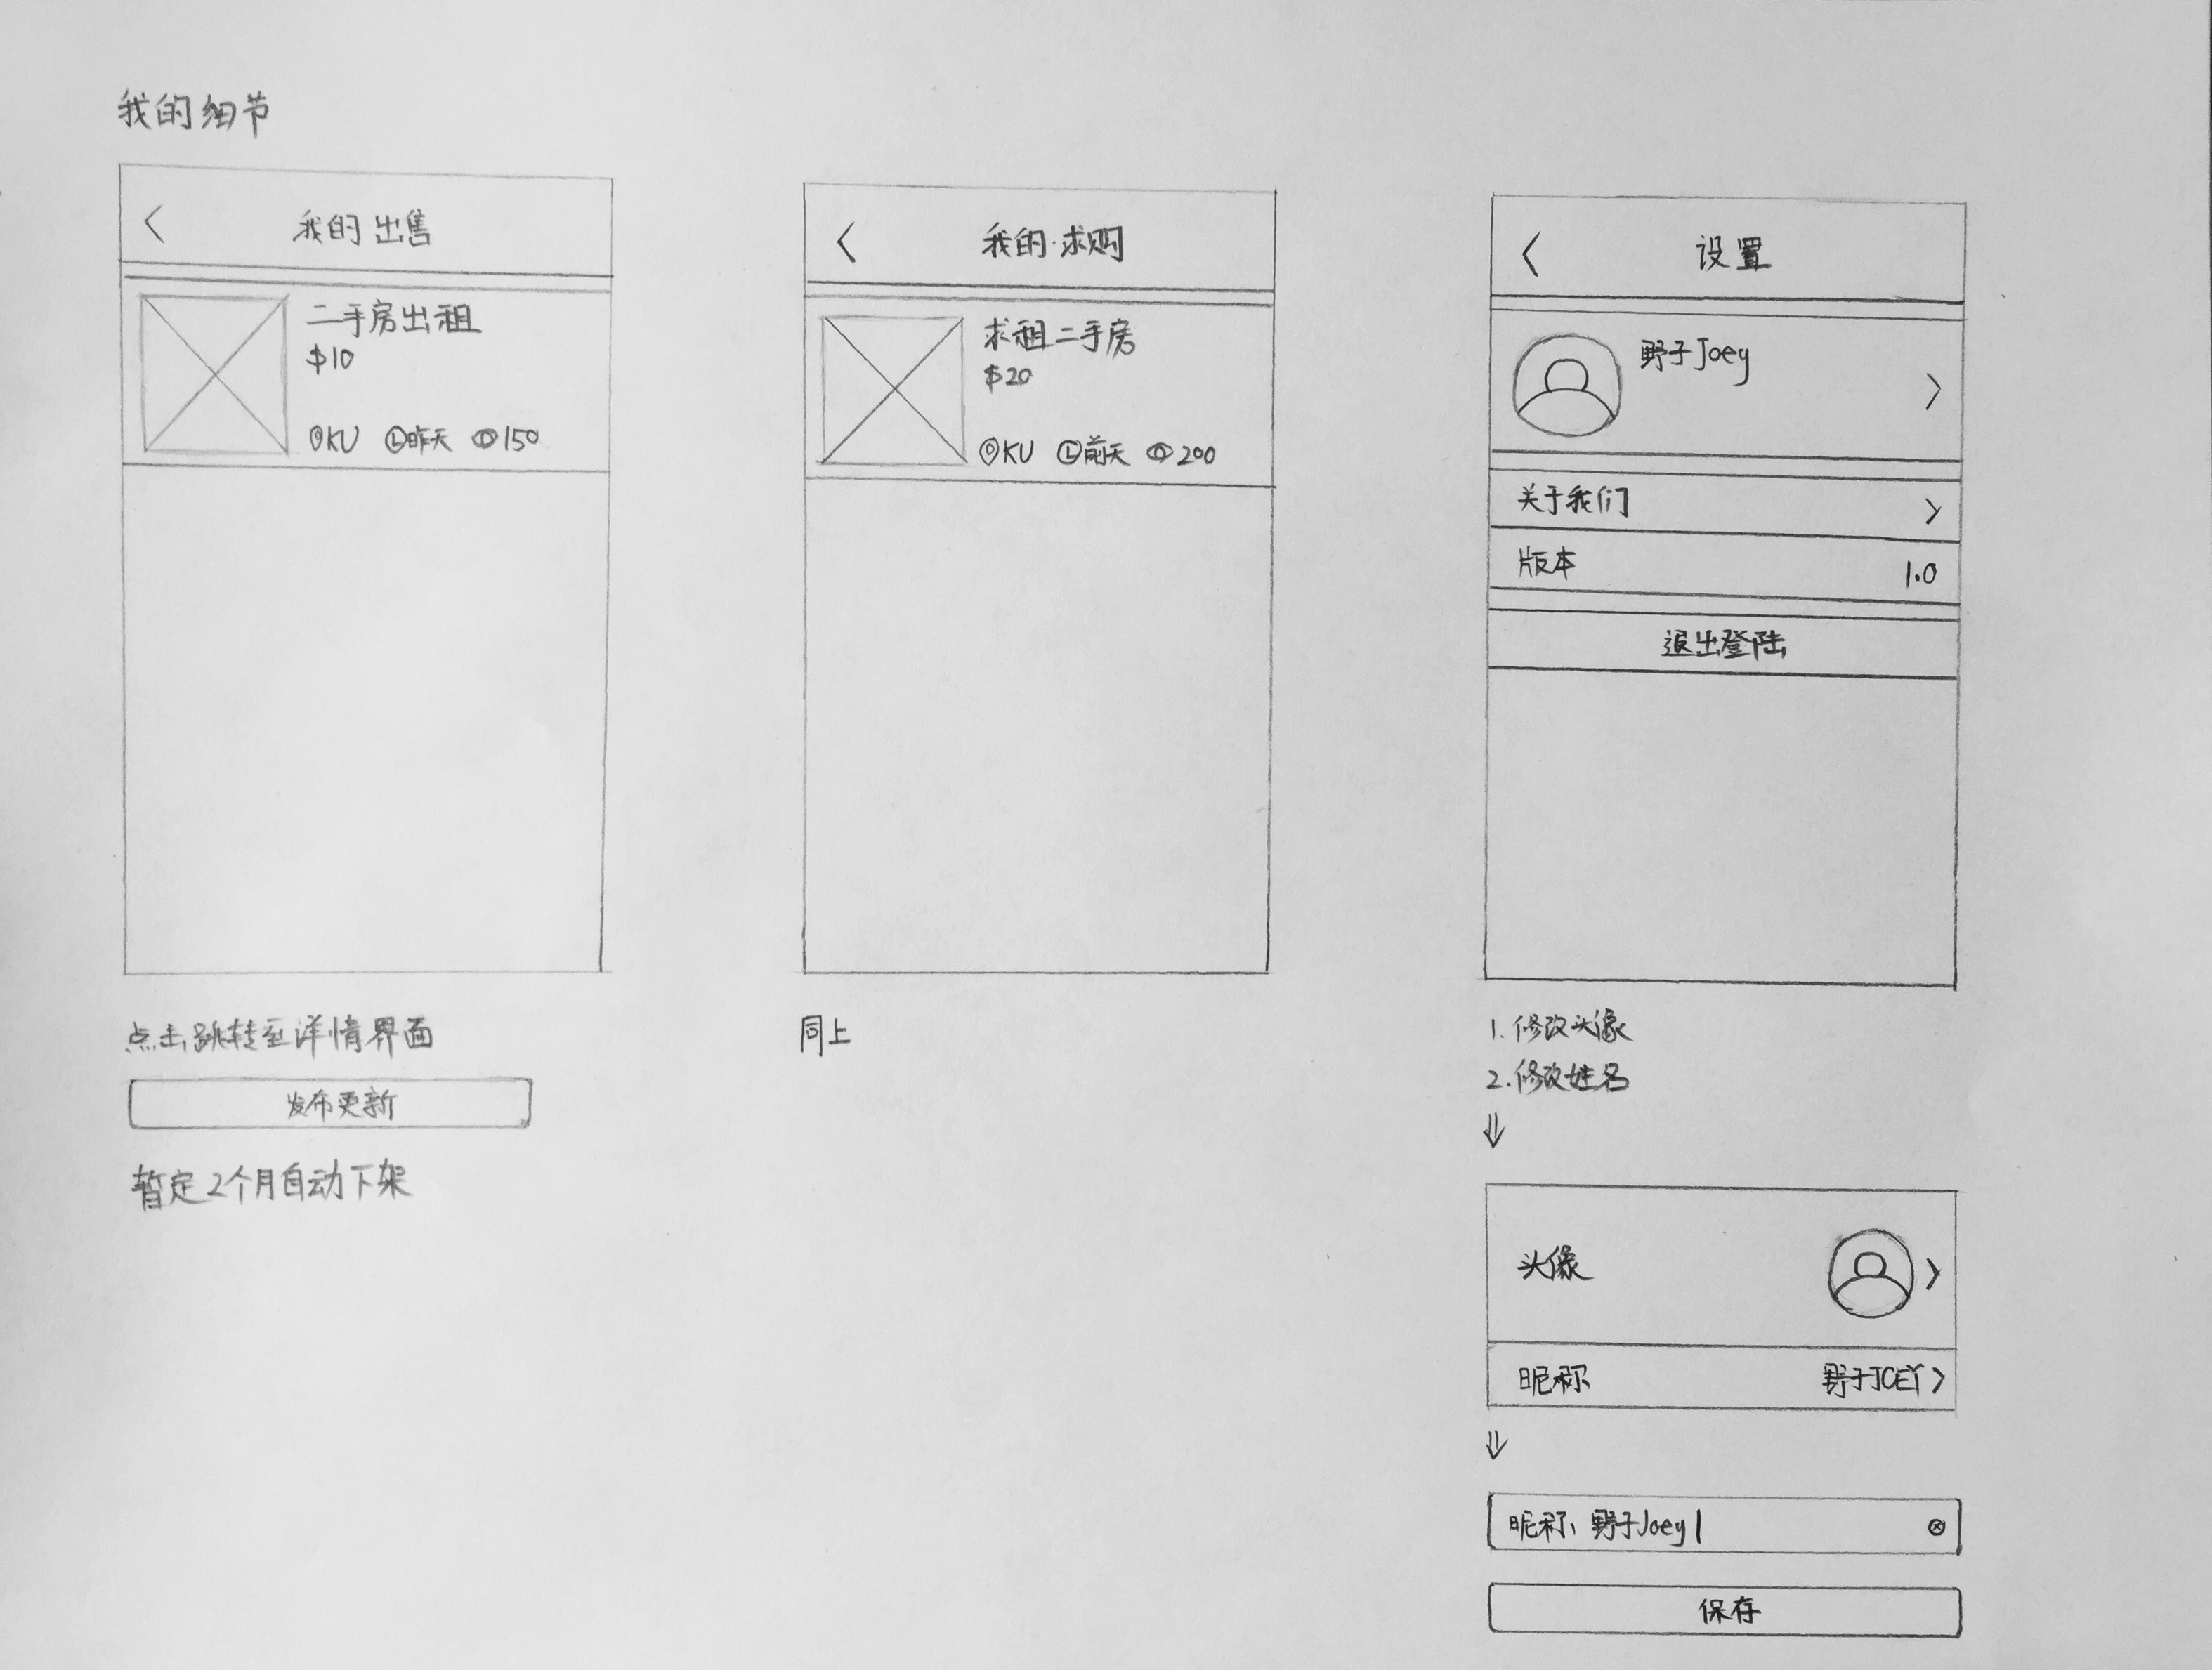 我的细节
我的出售
二手房出租
$10
KU 昨天 150
点击跳转至详情界面
发布更新
暂定2个月自动下架
我的·求购
求租二手房
$20
KU 前天 200
同上
设置
野子Joey
关于我们
版本 1.0
退出登陆
1.修改头像
2.修改姓名
头像
昵称 野子JOEY
昵称、野子Joey
保存